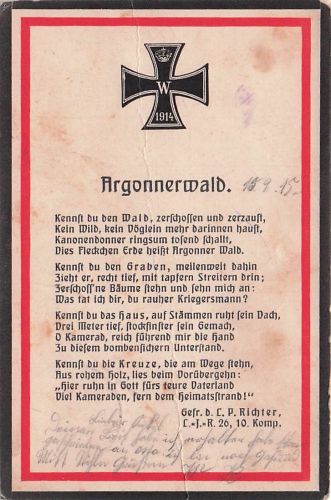 W
1914
Argonnerwald. 15 9. 15
Kennst du den Wald, zerschossen und zerzaust,
Kein Wild, kein Vöglein mehr darinnen haust,
Kanonendonner ringsum tosend schallt,
Dies Fleckchen Erde heißt Argonner Wald.
Kennst du den Graben, meilenweit dahin
Zieht er, recht tief, mit tapfern Streitern drin;
Zerschoss'ne Bäume stehn und sehn mich an:
Was tat ich dir, du rauher Kriegersmann?
Kennst du das Haus, auf Stämmen ruht sein Dach,
Drei Meter tief, stockfinster sein Gemach,
O Kamerad, reich führend mir die Hand
Zu diesem bombensichern Unterstand.
Kennst du die Kreuze, die am Wege stehn,
Aus rohem Holz, lies beim Vorübergehn:
„Hier ruhn in Gott fürs teure Vaterland
Viel Kameraden, fern dem Heimatsstrand!"
Gefr. d. L. P. Richter,
L.-J.-R. 26, 10. Komp.